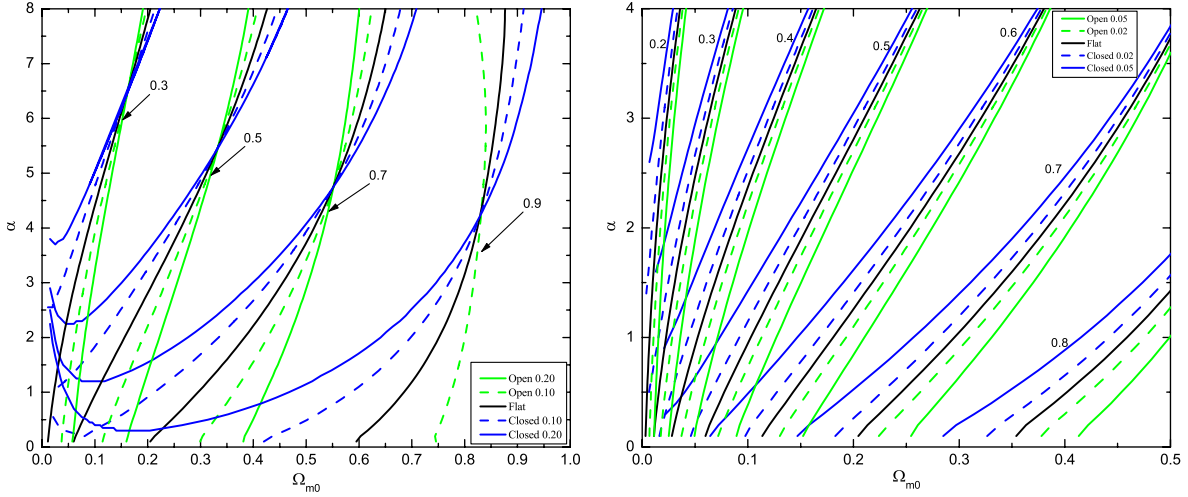 8
7
6
5
4
3
2
1
0
α
0.3
0.5
0.7
0.9
Open 0.20
Open 0.10
Flat
Closed 0.10
Closed 0.20
0.0 0.1 0.2 0.3 0.4 0.5 0.6 0.7 0.8 0.9 1.0
Ωm0
4
3
2
1
0
α
0.2
0.3
0.4
0.5
0.6
0.7
0.8
Open 0.05
Open 0.02
Flat
Closed 0.02
Closed 0.05
0.0 0.1 0.2 0.3 0.4 0.5
Ωm0